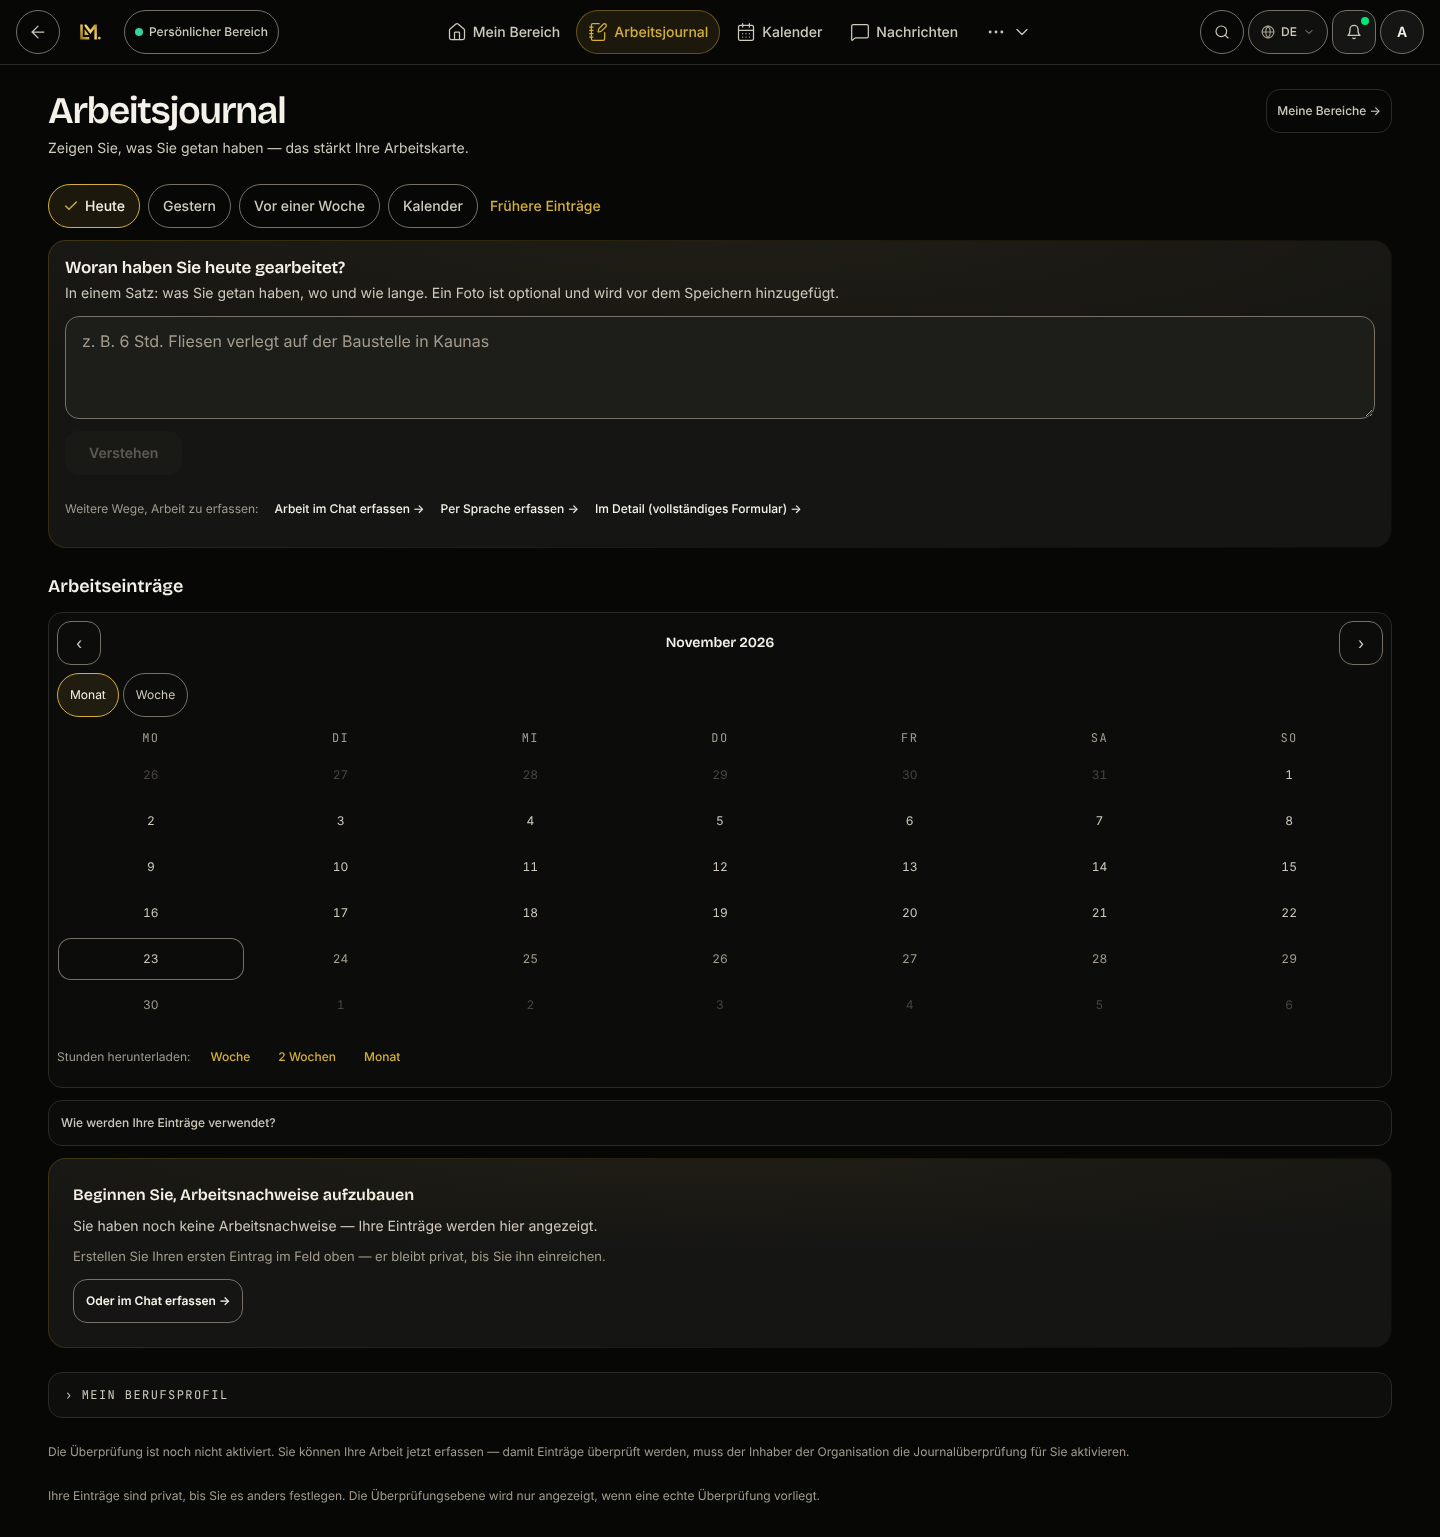 LM.
Persönlicher Bereich
Mein Bereich
Arbeitsjournal
Kalender
Nachrichten
DE
A
Arbeitsjournal
Meine Bereiche →
Zeigen Sie, was Sie getan haben — das stärkt Ihre Arbeitskarte.
Heute
Gestern
Vor einer Woche
Kalender
Frühere Einträge
Woran haben Sie heute gearbeitet?
In einem Satz: was Sie getan haben, wo und wie lange. Ein Foto ist optional und wird vor dem Speichern hinzugefügt.
z. B. 6 Std. Fliesen verlegt auf der Baustelle in Kaunas
Verstehen
Weitere Wege, Arbeit zu erfassen: Arbeit im Chat erfassen → Per Sprache erfassen → Im Detail (vollständiges Formular) →
Arbeitseinträge
‹ November 2026 ›
Monat Woche
MO DI MI DO FR SA SO
26 27 28 29 30 31 1
2 3 4 5 6 7 8
9 10 11 12 13 14 15
16 17 18 19 20 21 22
23 24 25 26 27 28 29
30 1 2 3 4 5 6
Stunden herunterladen: Woche 2 Wochen Monat
Wie werden Ihre Einträge verwendet?
Beginnen Sie, Arbeitsnachweise aufzubauen
Sie haben noch keine Arbeitsnachweise — Ihre Einträge werden hier angezeigt.
Erstellen Sie Ihren ersten Eintrag im Feld oben — er bleibt privat, bis Sie ihn einreichen.
Oder im Chat erfassen →
› MEIN BERUFSPROFIL
Die Überprüfung ist noch nicht aktiviert. Sie können Ihre Arbeit jetzt erfassen — damit Einträge überprüft werden, muss der Inhaber der Organisation die Journalüberprüfung für Sie aktivieren.
Ihre Einträge sind privat, bis Sie es anders festlegen. Die Überprüfungsebene wird nur angezeigt, wenn eine echte Überprüfung vorliegt.